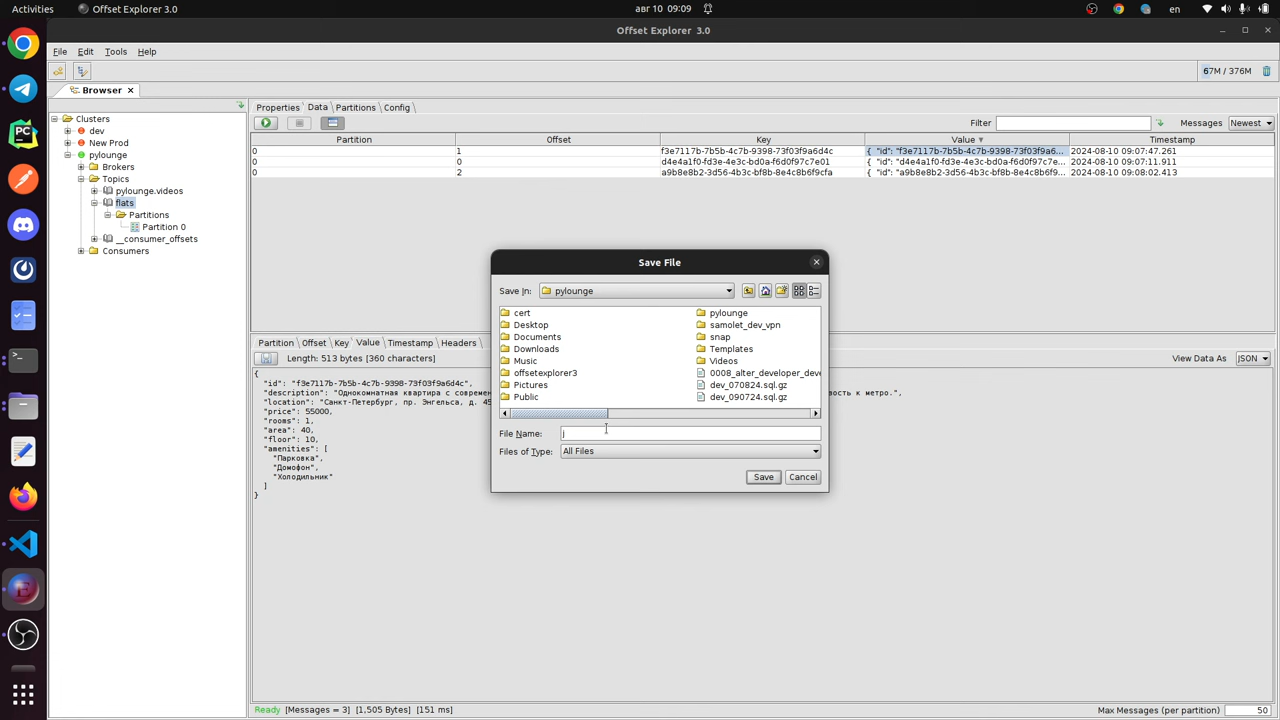 Activities
Offset Explorer 3.0
авг 10 09:09
en
Offset Explorer 3.0
File Edit Tools Help
67M / 376M
Browser
Clusters
dev
New Prod
pylounge
Brokers
Topics
pylounge.videos
flats
Partitions
Partition 0
__consumer_offsets
Consumers
Properties Data Partitions Config
Filter
Messages Newest
Partition Offset Key Value Timestamp
0 1 f3e7117b-7b5b-4c7b-9398-73f03f9a6d4c { "id": "f3e7117b-7b5b-4c7b-9398-73f03f9a6... 2024-08-10 09:07:47.261
0 0 d4e4a1f0-fd3e-4e3c-bd0a-f6d0f97c7e01 { "id": "d4e4a1f0-fd3e-4e3c-bd0a-f6d0f97c7e... 2024-08-10 09:07:11.911
0 2 a9b8e8b2-3d56-4b3c-bf8b-8e4c8b6f9cfa { "id": "a9b8e8b2-3d56-4b3c-bf8b-8e4c8b6f9... 2024-08-10 09:08:02.413
Save File
Save In: pylounge
cert
Desktop
Documents
Downloads
Music
offsetexplorer3
Pictures
Public
pylounge
samolet_dev_vpn
snap
Templates
Videos
0008_alter_developer_deve
dev_070824.sql.gz
dev_090724.sql.gz
File Name: j
Files of Type: All Files
Save Cancel
Partition Offset Key Value Timestamp Headers
Length: 513 bytes [360 characters]
View Data As JSON
{
"id": "f3e7117b-7b5b-4c7b-9398-73f03f9a6d4c",
"description": "Однокомнатная квартира с современ ость к метро.",
"location": "Санкт-Петербург, пр. Энгельса, д. 45
"price": 55000,
"rooms": 1,
"area": 40,
"floor": 10,
"amenities": [
"Парковка",
"Домофон",
"Холодильник"
]
}
Ready [Messages = 3] [1,505 Bytes] [151 ms]
Max Messages (per partition) 50